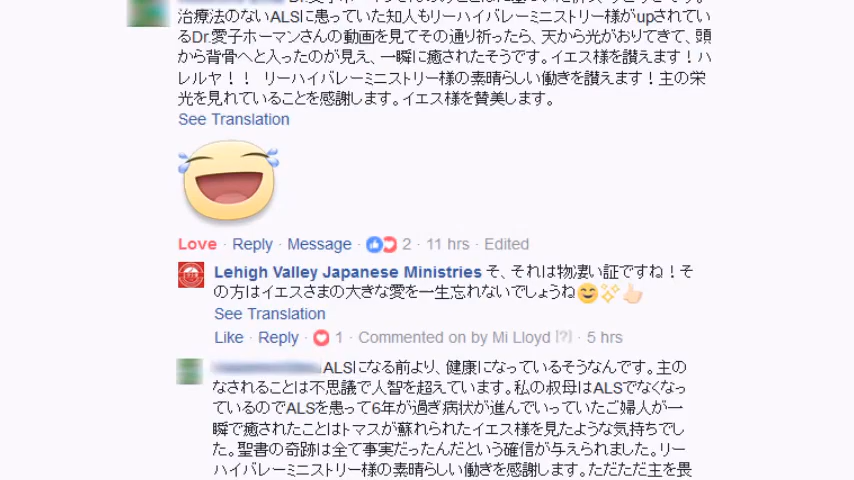 治療法のないALSに患っていた知人もリーハイバレーミニストリー様がupされてい
るDr.愛子ホーマンさんの動画を見てその通り祈ったら、天から光がおりてきて、頭
から背骨へと入ったのが見え、一瞬に癒されたそうです。イエス様を讃えます！ハ
レルヤ！！ リーハイバレーミニストリー様の素晴らしい働きを讃えます！主の栄
光を見れていることを感謝します。イエス様を賛美します。
See Translation
Love · Reply · Message · 2 · 11 hrs · Edited
Lehigh Valley Japanese Ministries そ、それは物凄い証ですね！そ
の方はイエスさまの大きな愛を一生忘れないでしょうね😄✨👍
See Translation
Like · Reply · 1 · Commented on by Mi Lloyd [?] · 5 hrs
ALSになる前より、健康になっているそうなんです。主の
なされることは不思議で人智を超えています。私の叔母はALSでなくなっ
ているのでALSを患って6年が過ぎ病状が進んでいっていたご婦人が一
瞬で癒されたことはトマスが蘇れられたイエス様を見たような気持ちでし
た。聖書の奇跡は全て事実だったんだという確信が与えられました。リー
ハイバレーミニストリー様の素晴らしい働きを感謝します。ただただ主を畏